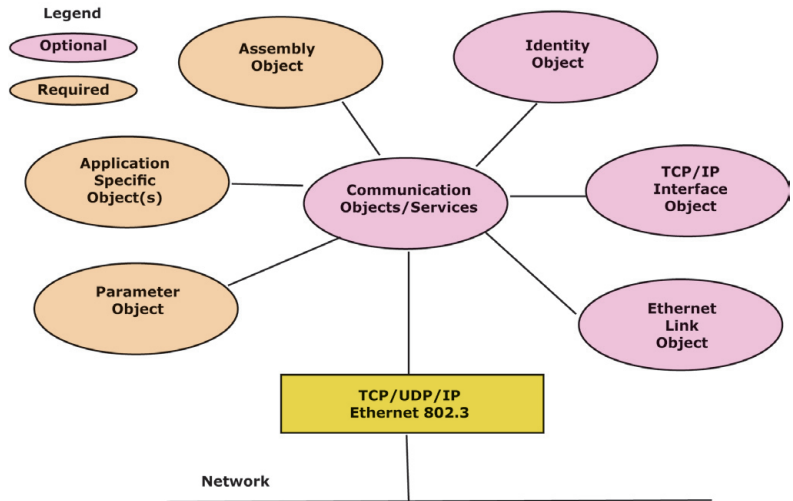 Legend
Optional
Required
Assembly
Object
Identity
Object
Application
Specific
Object(s)
Communication
Objects/Services
TCP/IP
Interface
Object
Parameter
Object
Ethernet
Link
Object
TCP/UDP/IP
Ethernet 802.3
Network